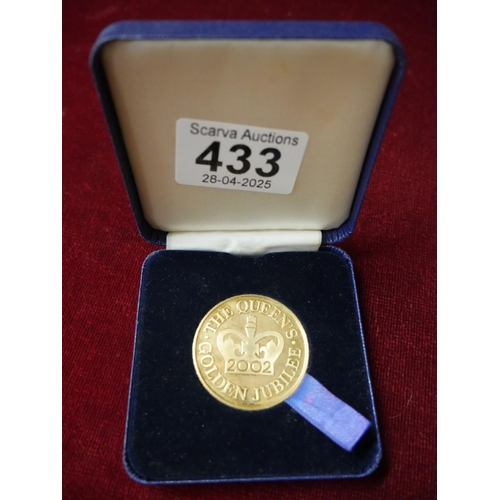 Scarva Auctions
433
28-04-2025
· THE QUEEN'S ·
2002
GOLDEN JUBILEE